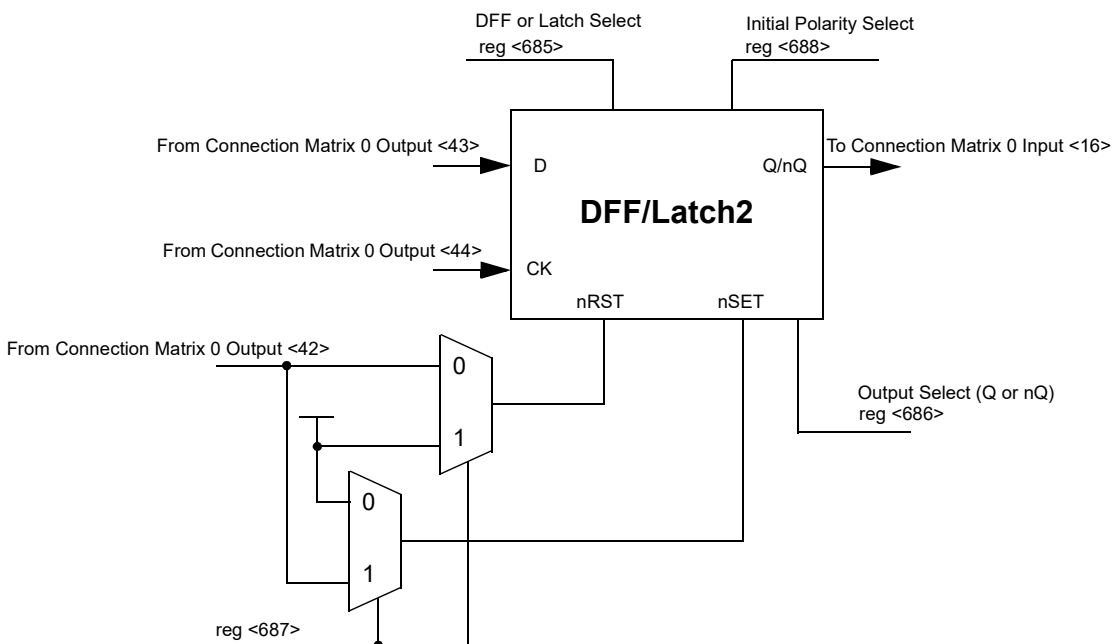 DFF or Latch Select
reg <685>
Initial Polarity Select
reg <688>
From Connection Matrix 0 Output <43>
D
Q/nQ
To Connection Matrix 0 Input <16>
DFF/Latch2
From Connection Matrix 0 Output <44>
CK
nRST
nSET
From Connection Matrix 0 Output <42>
0
1
Output Select (Q or nQ)
reg <686>
0
1
reg <687>